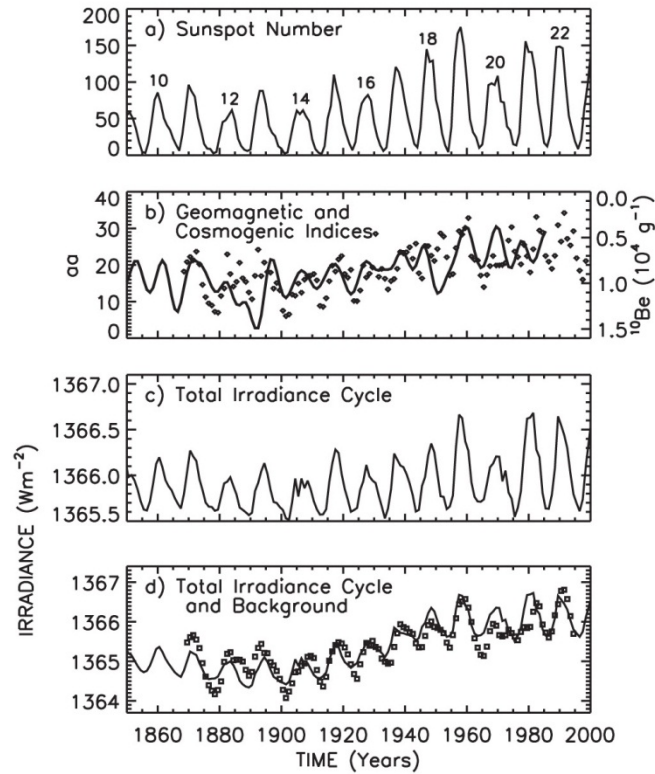 200
150
100
50
0
a) Sunspot Number
10
12
14
16
18
20
22
40
30
20
10
0
aa
b) Geomagnetic and
Cosmogenic Indices
0.0
0.5
1.0
1.5
¹⁰Be (10⁴ g⁻¹)
1367.0
1366.5
1366.0
1365.5
c) Total Irradiance Cycle
IRRADIANCE (Wm⁻²)
1367
1366
1365
1364
d) Total Irradiance Cycle
and Background
1860 1880 1900 1920 1940 1960 1980 2000
TIME (Years)